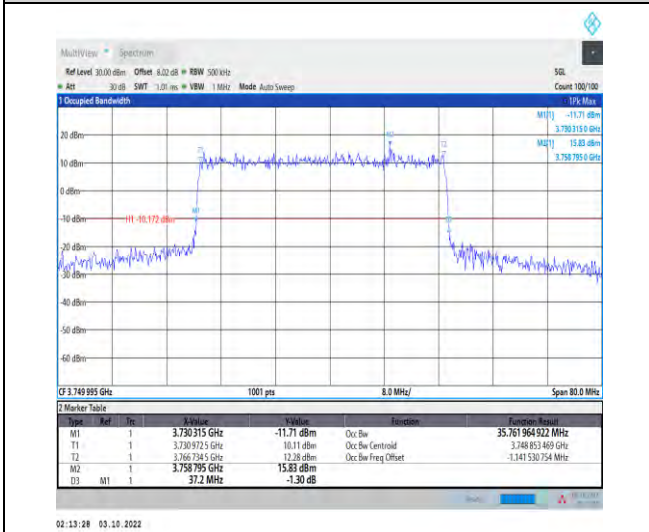 MultiView Spectrum
Ref Level 30.00 dBm Offset 8.02 dB RBW 500 kHz SGL
Att 30 dB SWT 1.01 ms VBW 1 MHz Mode Auto Sweep Count 100/100
1 Occupied Bandwidth 1Pk Max
M1[1] -11.71 dBm
3.730 315 0 GHz
M2[1] 15.83 dBm
3.758 795 0 GHz
20 dBm
10 dBm
0 dBm
-10 dBm H1 -10.172 dBm
-20 dBm
-30 dBm
-40 dBm
-50 dBm
-60 dBm
T1 M2 T2
M1
CF 3.749 995 GHz 1001 pts 8.0 MHz/ Span 80.0 MHz
2 Marker Table
Type Ref Trc X-Value Y-Value Function Function Result
M1 1 3.730 315 GHz -11.71 dBm Occ Bw 35.761 964 922 MHz
T1 1 3.730 972 5 GHz 10.11 dBm Occ Bw Centroid 3.748 853 469 GHz
T2 1 3.766 734 5 GHz 12.28 dBm Occ Bw Freq Offset -1.141 530 754 MHz
M2 1 3.758 795 GHz 15.83 dBm
D3 M1 1 37.2 MHz -1.30 dB
02:13:28 03.10.2022